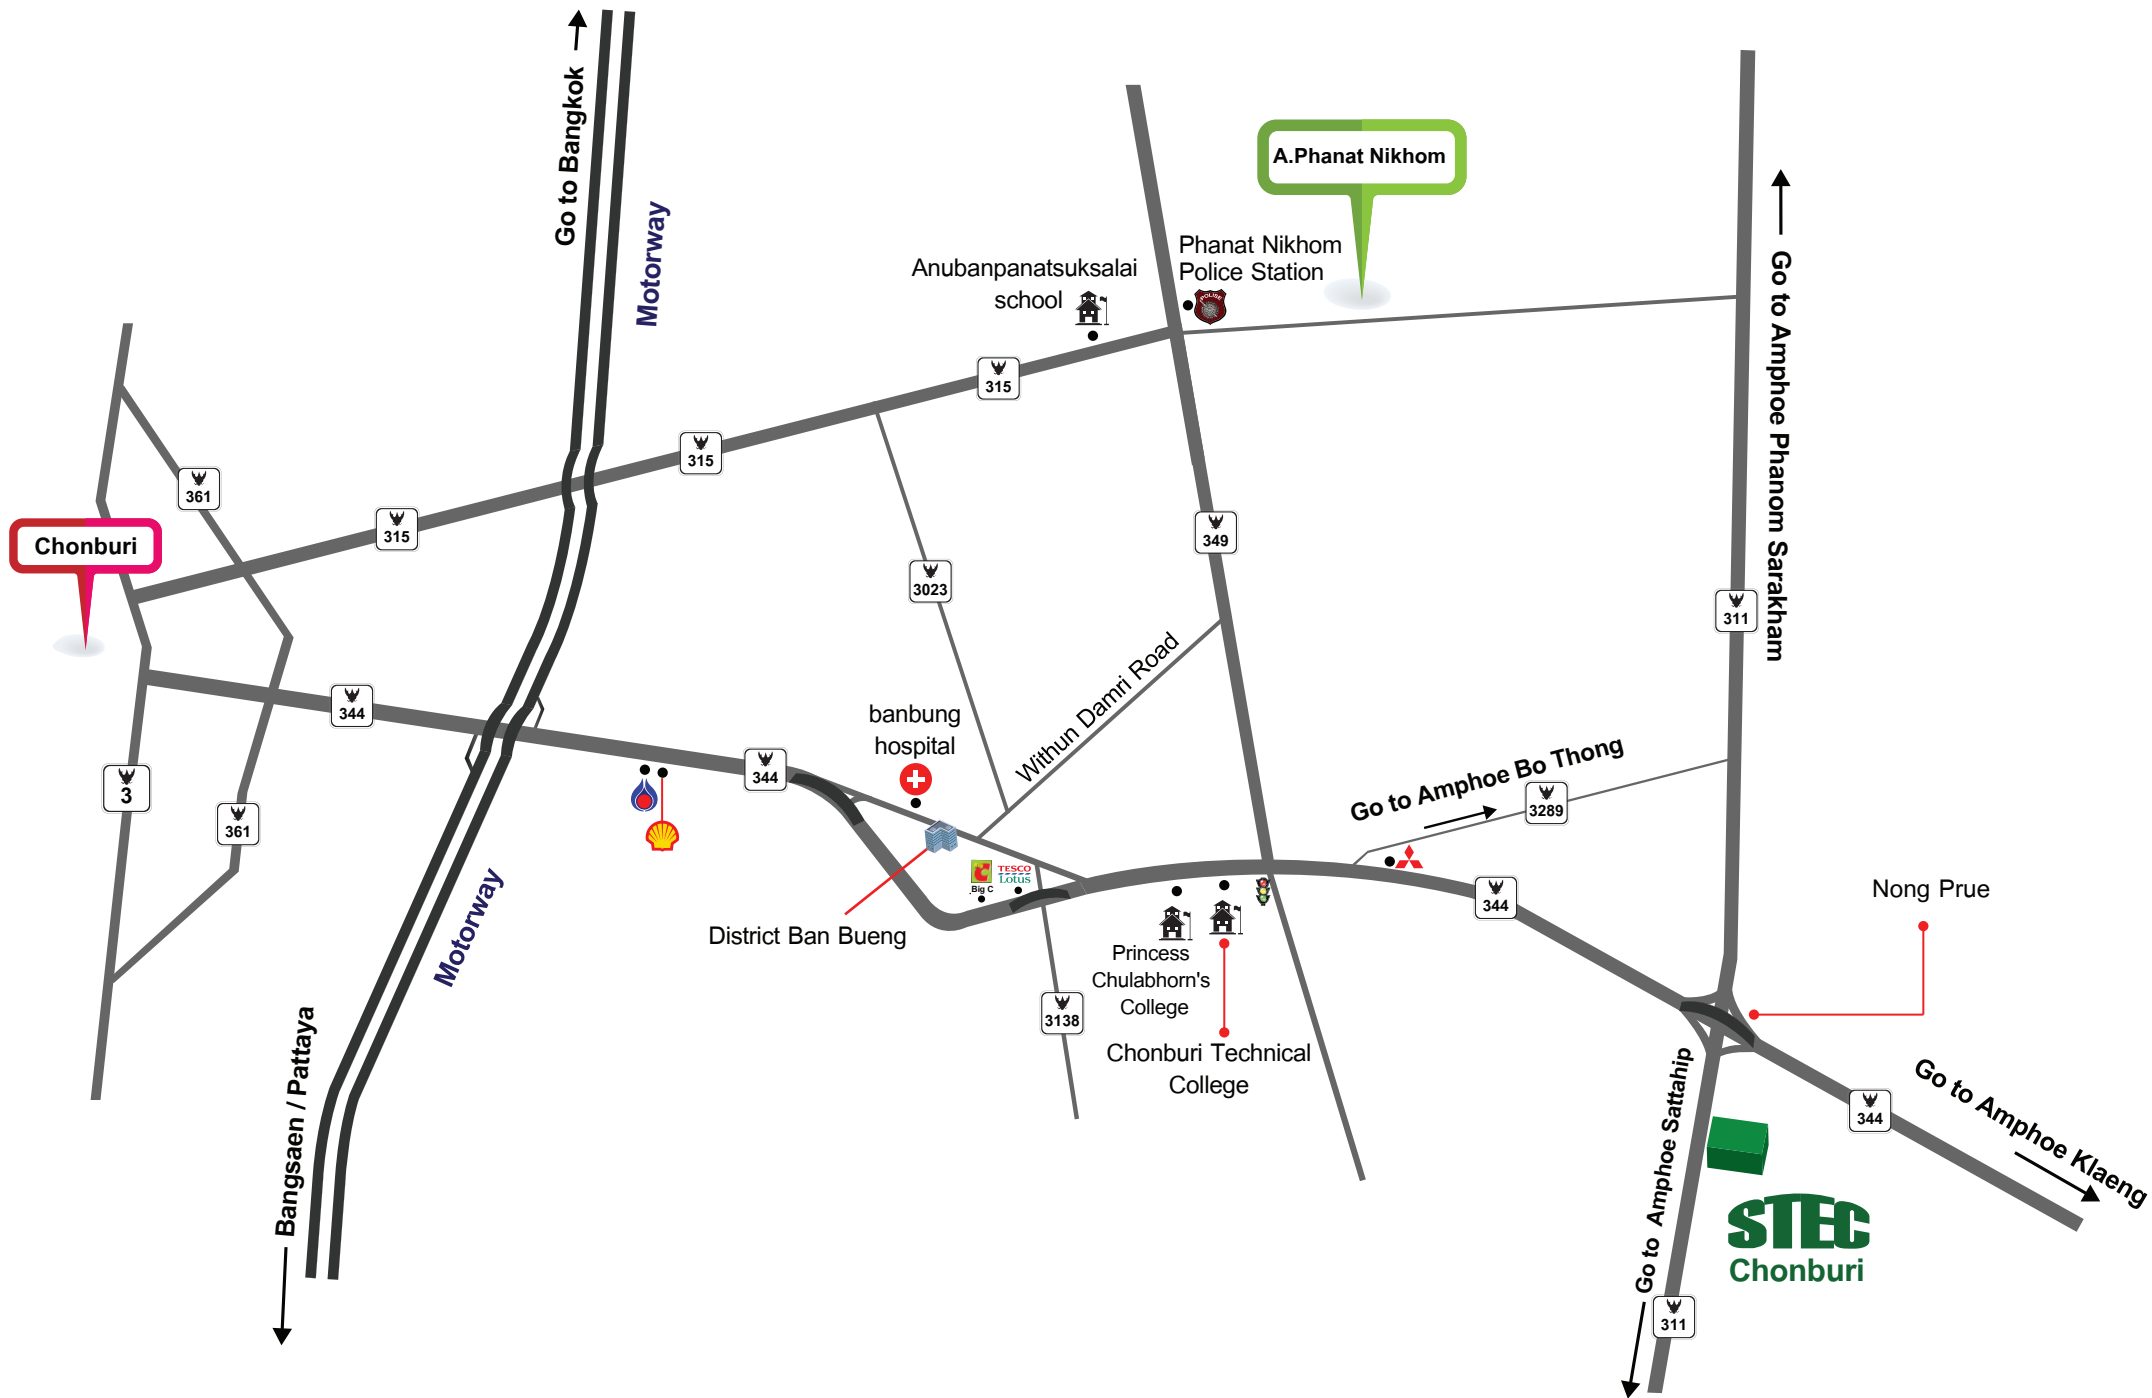 Go to Bangkok
Motorway
A.Phanat Nikhom
Phanat Nikhom
Police Station
POLISE
Anubanpanatsuksalai
school
Go to Amphoe Phanom Sarakham
315
315
315
361
Chonburi
349
3023
311
Withun Damri Road
344
banbung
hospital
344
3
361
Go to Amphoe Bo Thong
3289
Big C
TESCO
Lotus
District Ban Bueng
344
Nong Prue
Motorway
Princess
Chulabhorn's
College
3138
Chonburi Technical
College
Bangsaen / Pattaya
Go to Amphoe Sattahip
344
Go to Amphoe Klaeng
STEC
Chonburi
311